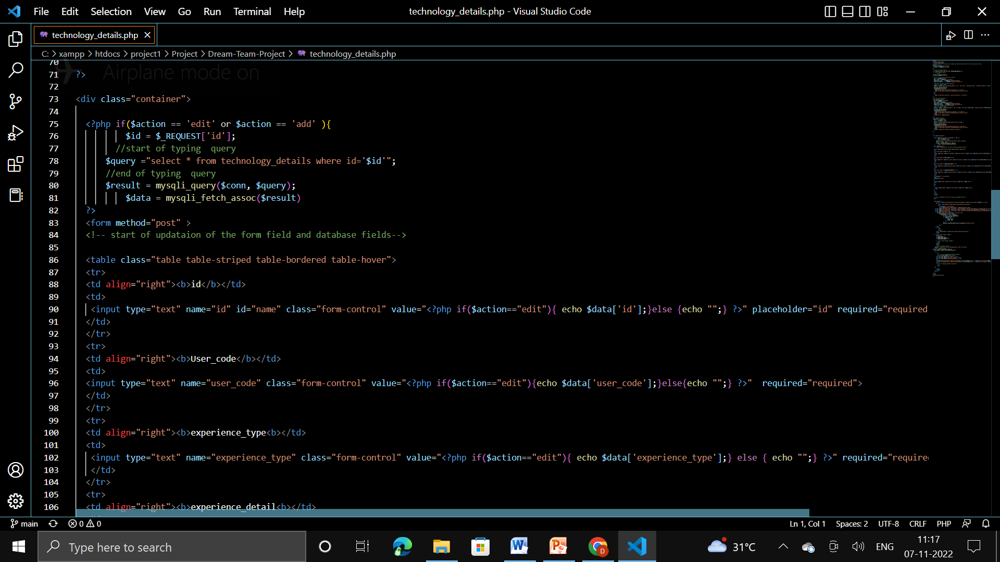 File Edit Selection View Go Run Terminal Help technology_details.php - Visual Studio Code
technology_details.php
C: > xampp > htdocs > project1 > Project > Dream-Team-Project > technology_details.php
Airplane mode on
70
71 ?>
72
73 <div class="container">
74
75 <?php if($action == 'edit' or $action == 'add' ){
76 $id = $_REQUEST['id'];
77 //start of typing  query
78 $query ="select * from technology_details where id='$id'";
79 //end of typing  query
80 $result = mysqli_query($conn, $query);
81 $data = mysqli_fetch_assoc($result)
82 ?>
83 <form method="post" >
84 <!-- start of updataion of the form field and database fields-->
85
86 <table class="table table-striped table-bordered table-hover">
87 <tr>
88 <td align="right"><b>id</b></td>
89 <td>
90 <input type="text" name="id" id="name" class="form-control" value="<?php if($action=="edit"){ echo $data['id'];}else {echo "";} ?>" placeholder="id" required="required
91 </td>
92 </tr>
93 <tr>
94 <td align="right"><b>User_code</b></td>
95 <td>
96 <input type="text" name="user_code" class="form-control" value="<?php if($action=="edit"){echo $data['user_code'];}else{echo "";} ?>"  required="required">
97 </td>
98 </tr>
99 <tr>
100 <td align="right"><b>experience_type<b></td>
101 <td>
102 <input type="text" name="experience_type" class="form-control" value="<?php if($action=="edit"){ echo $data['experience_type'];} else { echo "";} ?>" required="require
103 </td>
104 </tr>
105 <tr>
106 <td align="right"><b>experience_detail<b></td>
main 0 0 Ln 1, Col 1 Spaces: 2 UTF-8 CRLF PHP
Type here to search 31°C ENG 11:17
07-11-2022